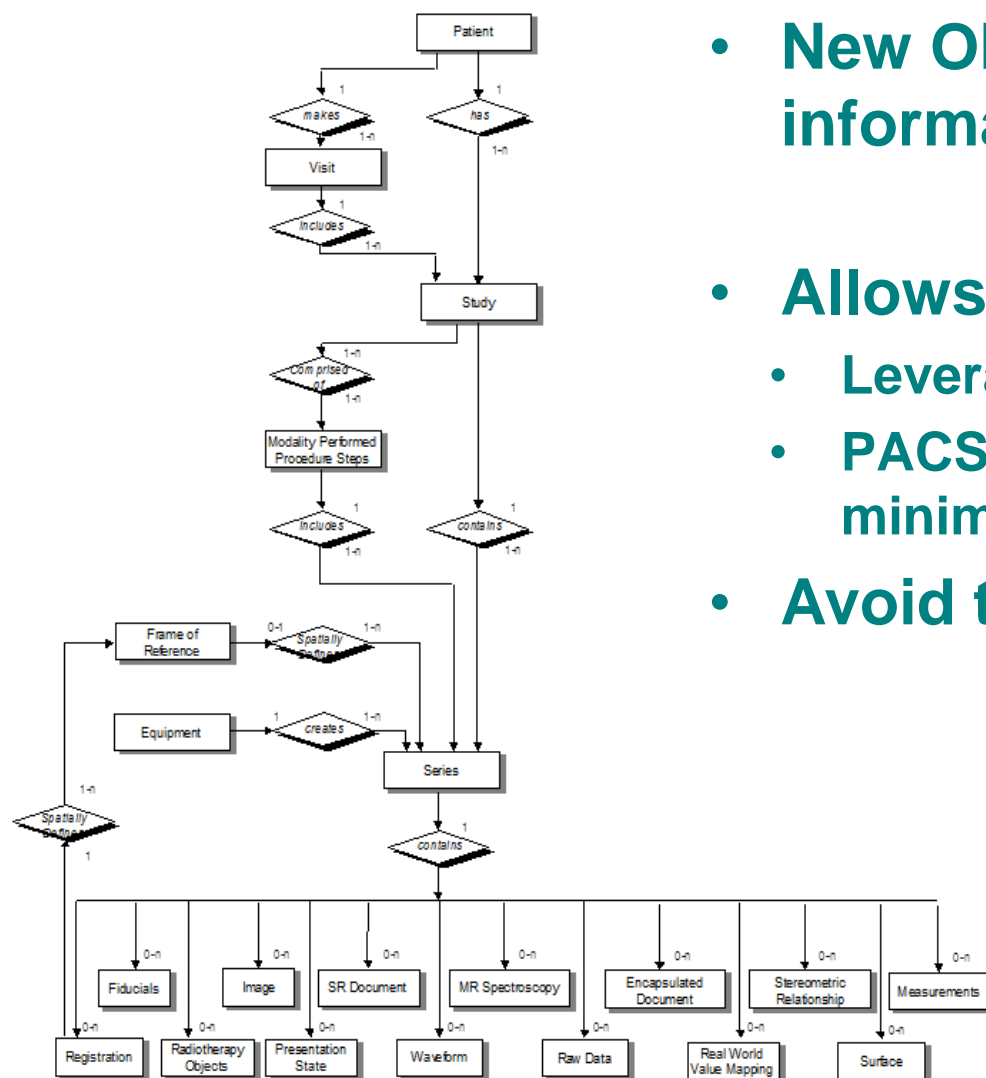 Patient
1
1
makes
has
1-n
1-n
Visit
1
Includes
1-n
Study
1-n
Comprised
of
1-n
Modality Performed
Procedure Steps
1
1
Includes
contains
1-n
1-n
Frame of
Reference
0-1
Spatially
1-n
Equipment
1
creates
1-n
Series
1-n
Spatially
1
1
contains
0-n
0-n
0-n
0-n
0-n
0-n
0-n
Fiducials
Image
SR Document
MR Spectroscopy
Encapsulated
Document
Stereometric
Relationship
Measurements
0-n
0-n
0-n
0-n
0-n
0-n
0-n
Registration
Radiotherapy
Objects
Presentation
State
Waveform
Raw Data
Real World
Value Mapping
Surface
• New
informa
• Allows
• Levera
• PACS
minim
• Avoid t